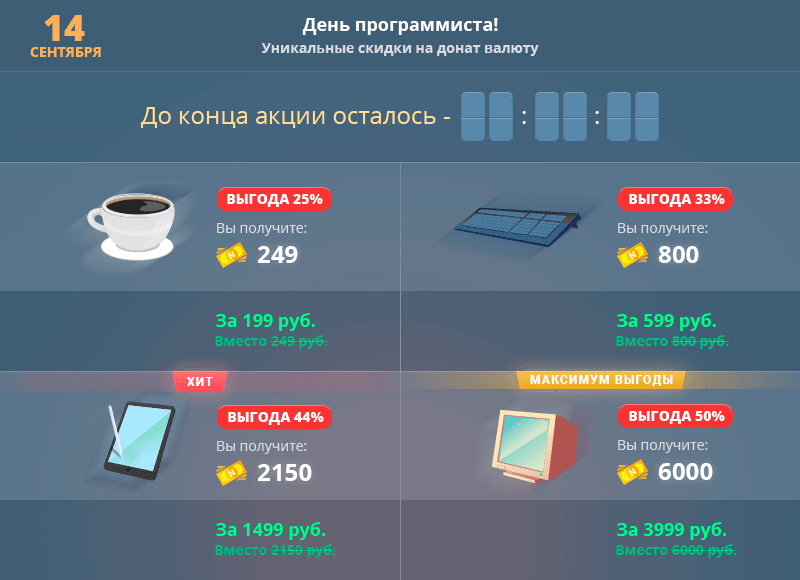 14
СЕНТЯБРЯ
День программиста!
Уникальные скидки на донат валюту
До конца акции осталось - : :
ВЫГОДА 25%
Вы получите:
N 249
За 199 руб.
Вместо 249 руб.
ВЫГОДА 33%
Вы получите:
N 800
За 599 руб.
Вместо 800 руб.
ХИТ
ВЫГОДА 44%
Вы получите:
N 2150
За 1499 руб.
Вместо 2150 руб.
МАКСИМУМ ВЫГОДЫ
ВЫГОДА 50%
Вы получите:
N 6000
За 3999 руб.
Вместо 6000 руб.